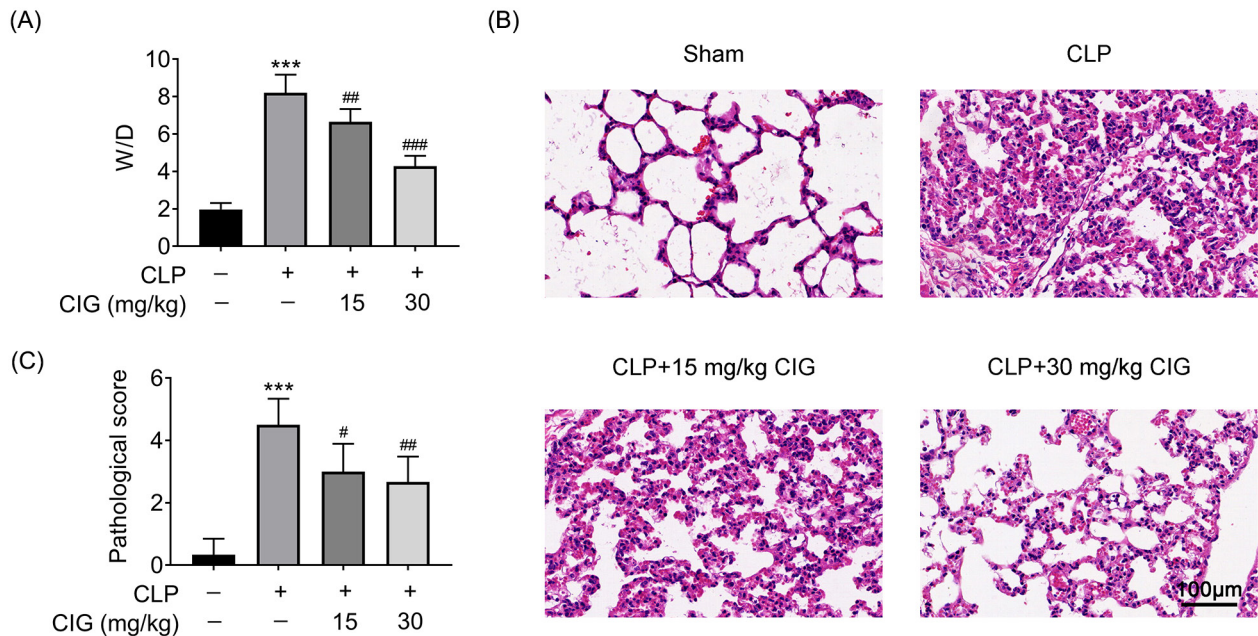 (A)
10
8
6
4
2
0
W/D
***
##
###
CLP − + + +
CIG (mg/kg) − − 15 30
(B)
Sham
CLP
CLP+15 mg/kg CIG
CLP+30 mg/kg CIG
100μm
(C)
6
4
2
0
Pathological score
***
#
##
CLP − + + +
CIG (mg/kg) − − 15 30